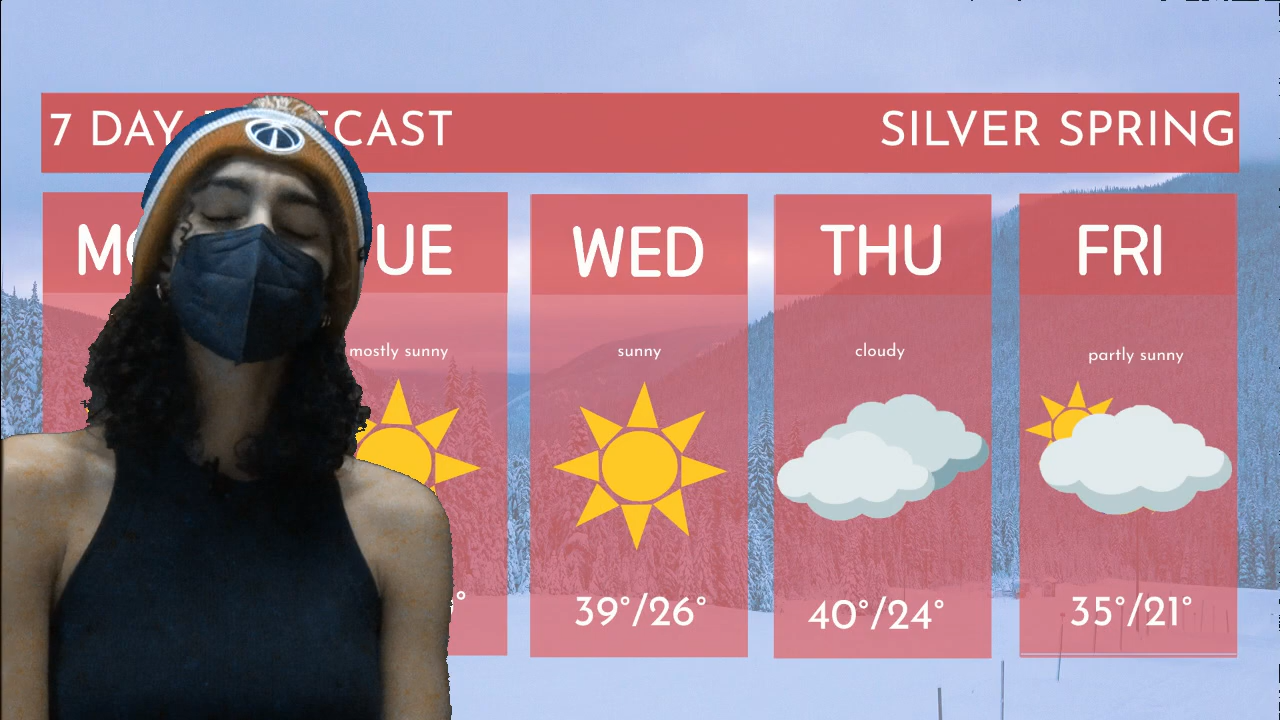 7 DAY CAST SILVER SPRING
UE WED THU FRI
mostly sunny sunny cloudy partly sunny
39°/26° 40°/24° 35°/21°